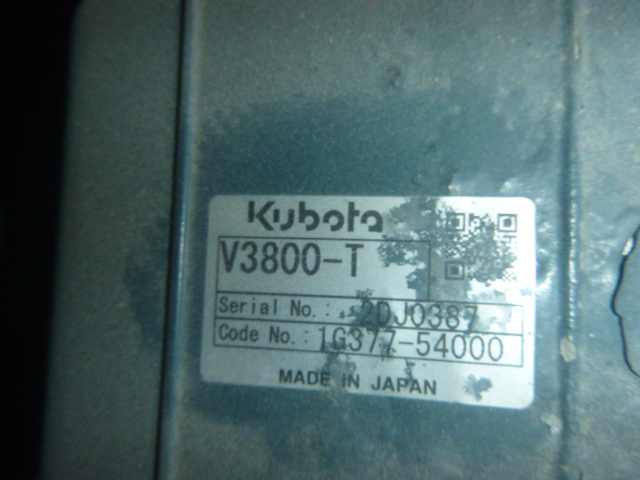 Kubota
V3800-T
Serial No.: 2DJ0387
Code No.: 1G377-54000
MADE IN JAPAN